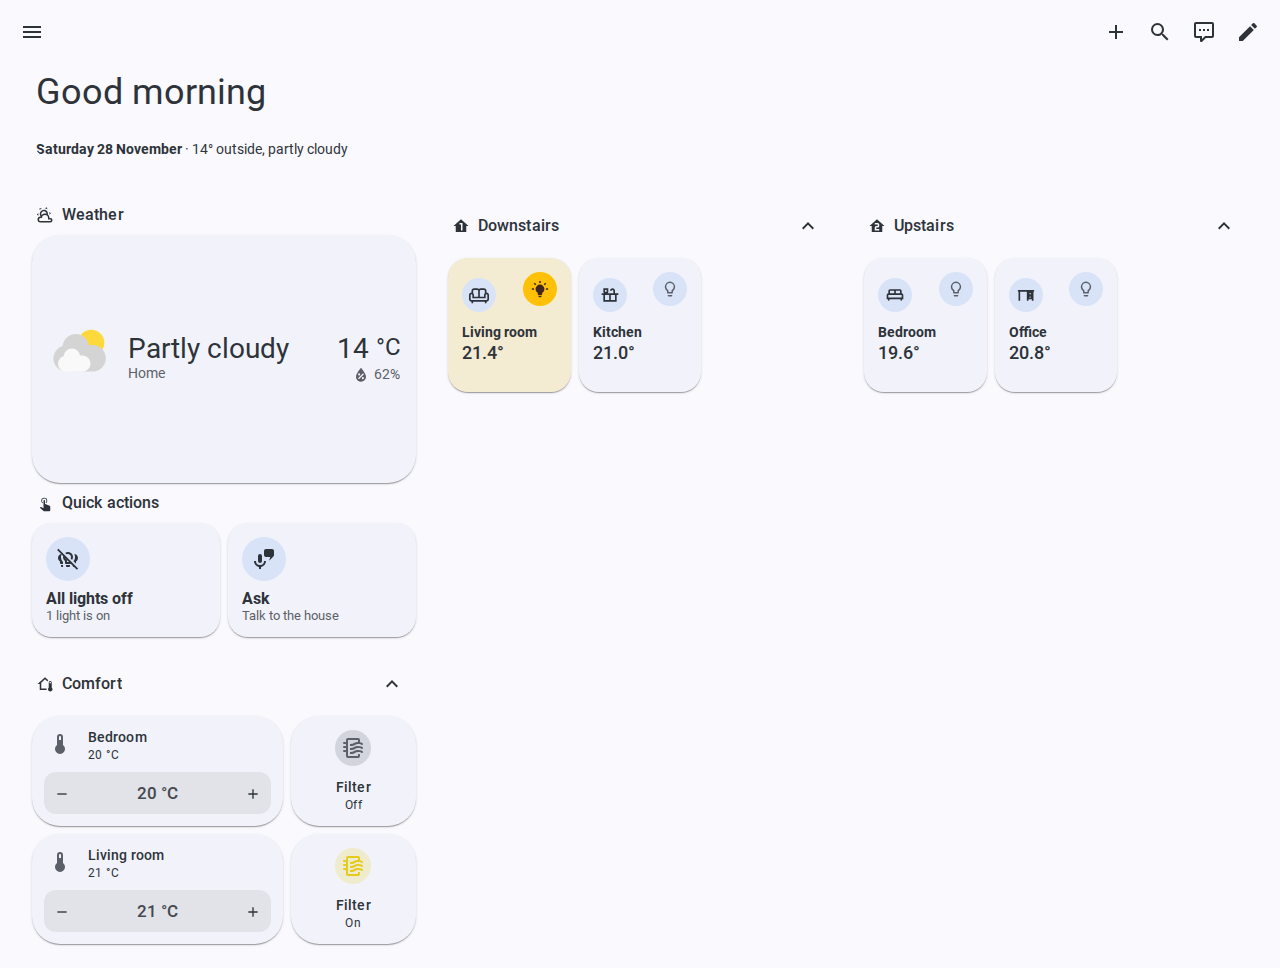 Good morning
Saturday 28 November · 14° outside, partly cloudy
Weather
Partly cloudy
Home
14 °C
62%
Quick actions
All lights off
1 light is on
Ask
Talk to the house
Comfort
Bedroom
20 °C
− 20 °C +
Filter
Off
Living room
21 °C
− 21 °C +
Filter
On
1 Downstairs
Living room
21.4°
Kitchen
21.0°
2 Upstairs
Bedroom
19.6°
Office
20.8°